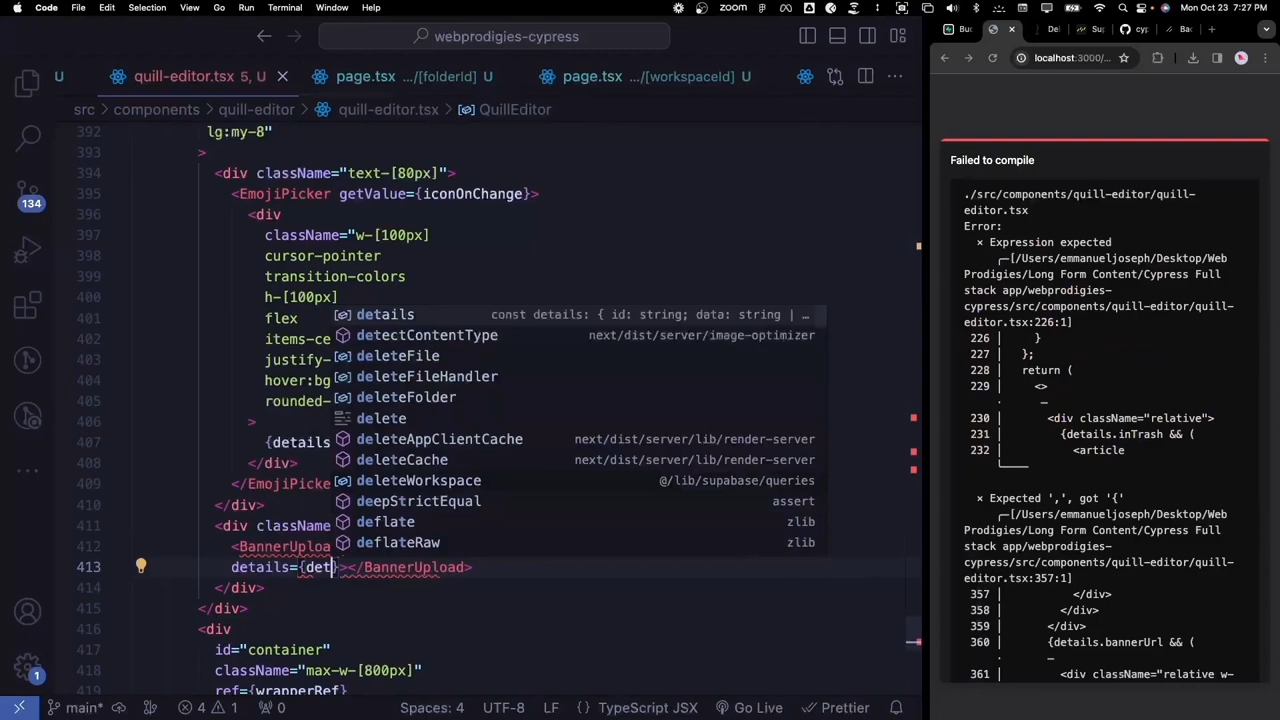 Code File Edit Selection View Go Run Terminal Window Help
zoom
Mon Oct 23 7:27 PM
webprodigies-cypress
U
quill-editor.tsx 5, U
page.tsx .../[folderId] U
page.tsx .../[workspaceId] U
src > components > quill-editor > quill-editor.tsx > QuillEditor
392 lg:my-8"
393 >
394 <div className="text-[80px]">
395 <EmojiPicker getValue={iconOnChange}>
396 <div
397 className="w-[100px]
398 cursor-pointer
399 transition-colors
400 h-[100px]
401 flex
402 items-ce
403 justify-
404 hover:bg
405 rounded-
406 >
407 {details
408 </div>
409 </EmojiPicke
410 </div>
411 <div className
412 <BannerUploa
413 details={det}></BannerUpload>
414 </div>
415 </div>
416 <div
417 id="container"
418 className="max-w-[800px]"
419 ref={wrapperRef}
details const details: { id: string; data: string | …
detectContentType next/dist/server/image-optimizer
deleteFile
deleteFileHandler
deleteFolder
delete
deleteAppClientCache next/dist/server/lib/render-server
deleteCache next/dist/server/lib/render-server
deleteWorkspace @/lib/supabase/queries
deepStrictEqual assert
deflate zlib
deflateRaw zlib
134
1
main* 4 1 0 Spaces: 4 UTF-8 LF {} TypeScript JSX Go Live Prettier
Buc
Del
Sup
cyp
Bac
localhost:3000/...
Failed to compile
./src/components/quill-editor/quill-
editor.tsx
Error:
× Expression expected
╭─[/Users/emmanueljoseph/Desktop/Web
Prodigies/Long Form Content/Cypress Full
stack app/webprodigies-
cypress/src/components/quill-editor/quill-
editor.tsx:226:1]
226 │ }
227 │ };
228 │ return (
229 │ <>
· ─
230 │ <div className="relative">
231 │ {details.inTrash && (
232 │ <article
╰────
× Expected ',', got '{'
╭─[/Users/emmanueljoseph/Desktop/Web
Prodigies/Long Form Content/Cypress Full
stack app/webprodigies-
cypress/src/components/quill-editor/quill-
editor.tsx:357:1]
357 │ </div>
358 │ </div>
359 │ </div>
360 │ {details.bannerUrl && (
· ─
361 │ <div className="relative w-